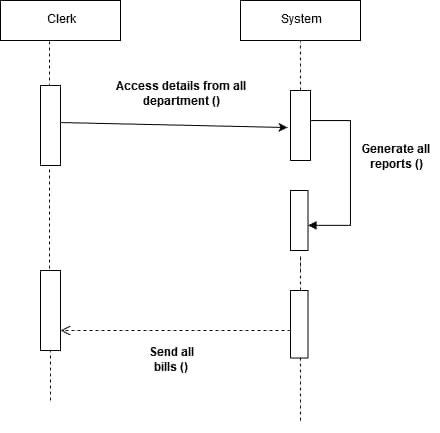 Clerk
System
Access details from all
department ()
Generate all
reports ()
Send all
bills ()